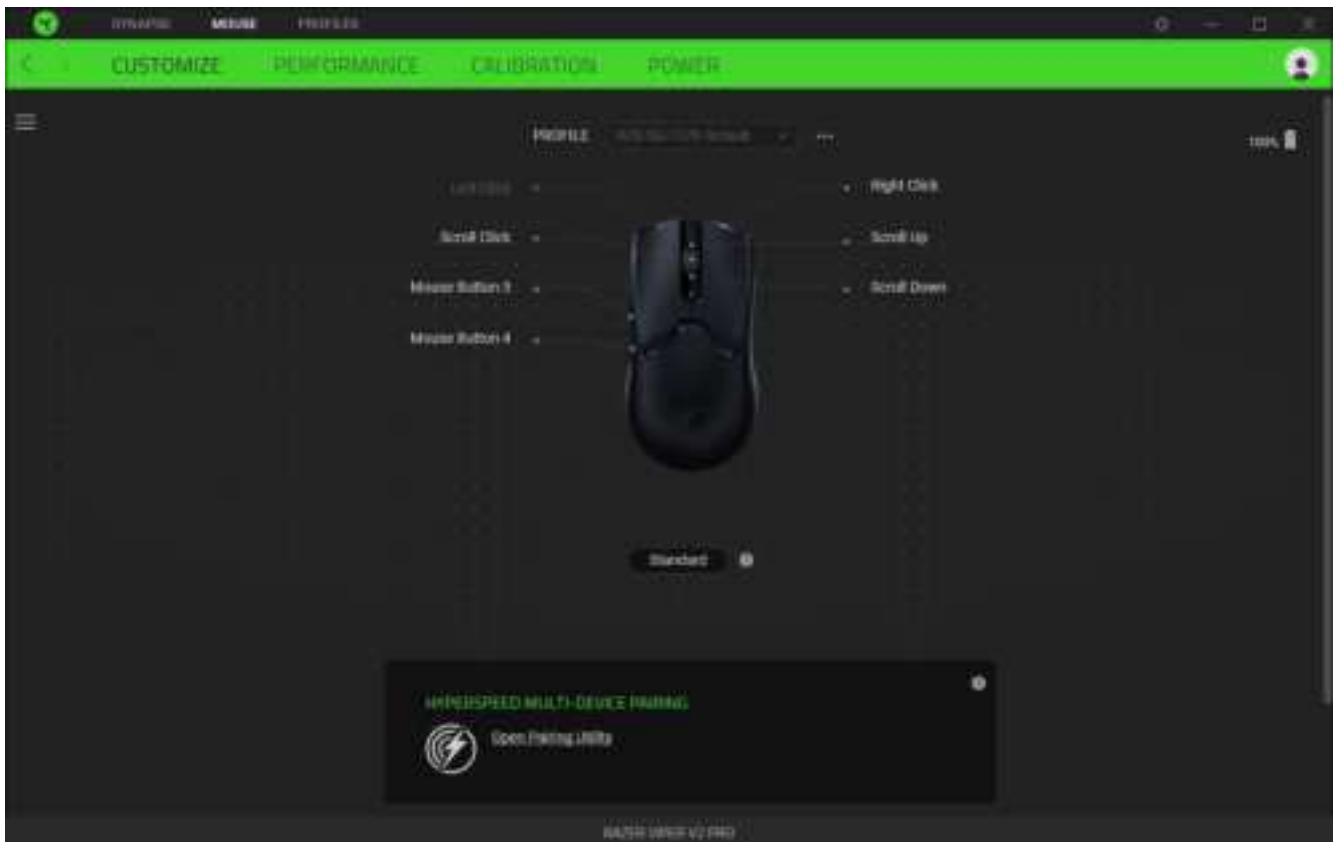 SYNAPSE MOUSE PROFILES
CUSTOMIZE PERFORMANCE CALIBRATION POWER
PROFILE
100%
Right Click
Scroll Click
Scroll Up
Mouse Button 5
Scroll Down
Mouse Button 4
Standard
HYPERSPEED MULTI-DEVICE PAIRING
Open Pairing Utility
RAZER VIPER V2 PRO